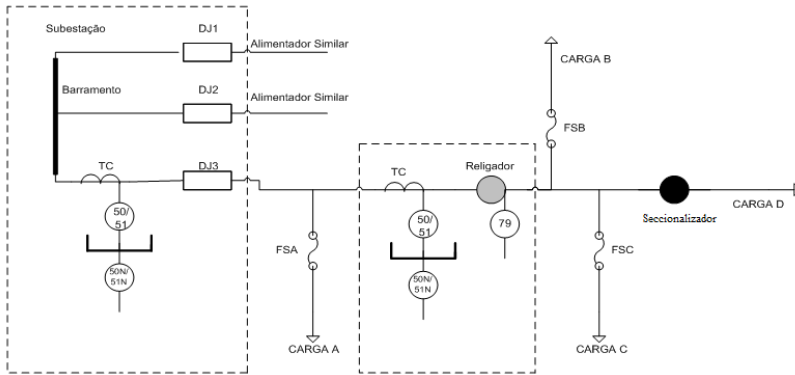 Subestação
DJ1
Alimentador Similar
Barramento
DJ2
Alimentador Similar
TC
DJ3
50/
51
50N/
51N
FSA
CARGA A
TC
Religador
50/
51
79
50N/
51N
CARGA B
FSB
FSC
CARGA C
Seccionalizador
CARGA D